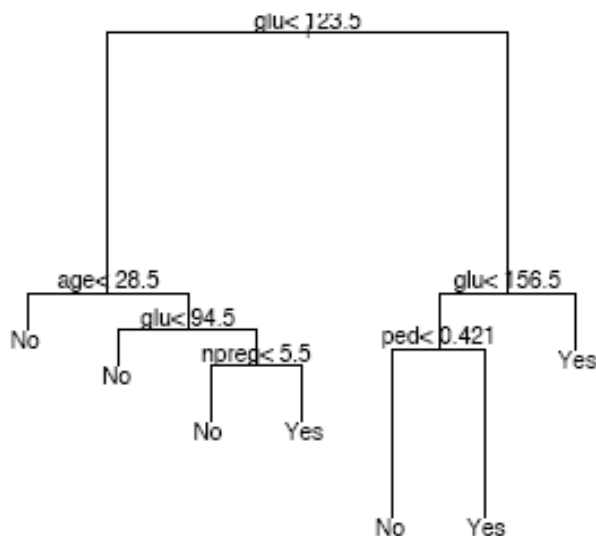 glu< 123.5
age< 28.5
glu< 156.5
glu< 94.5
ped< 0.421
No
npreg< 5.5
Yes
No
No
Yes
No
Yes